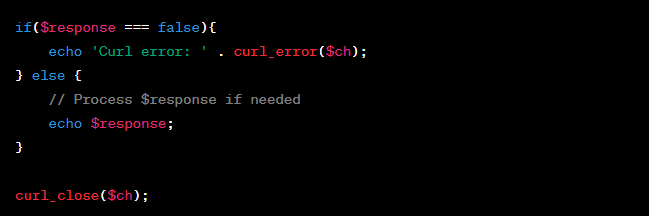 if($response === false){
    echo 'Curl error: ' . curl_error($ch);
} else {
    // Process $response if needed
    echo $response;
}
curl_close($ch);